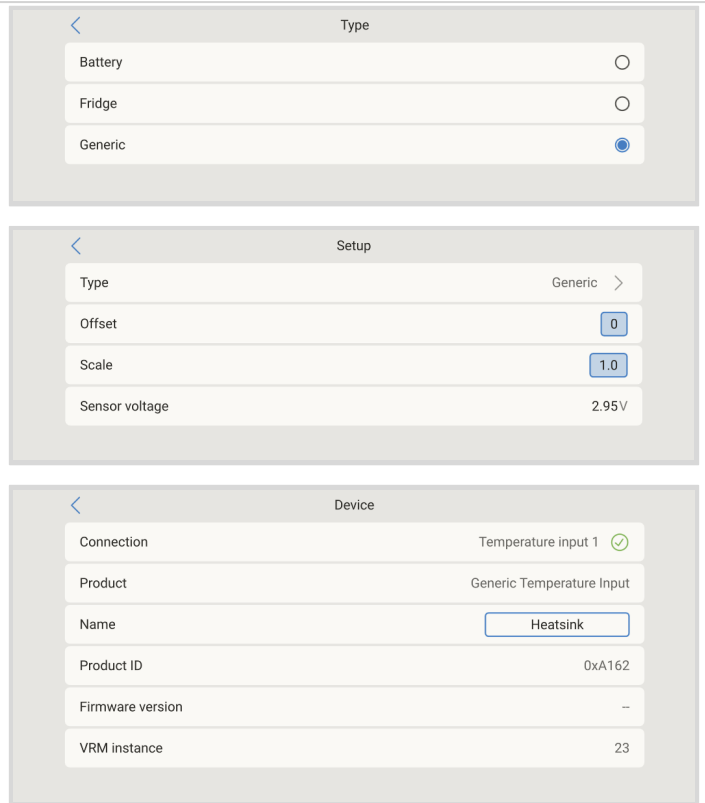 Type
Battery
Fridge
Generic
Setup
Type Generic
Offset 0
Scale 1.0
Sensor voltage 2.95V
Device
Connection Temperature input 1
Product Generic Temperature Input
Name Heatsink
Product ID 0xA162
Firmware version --
VRM instance 23